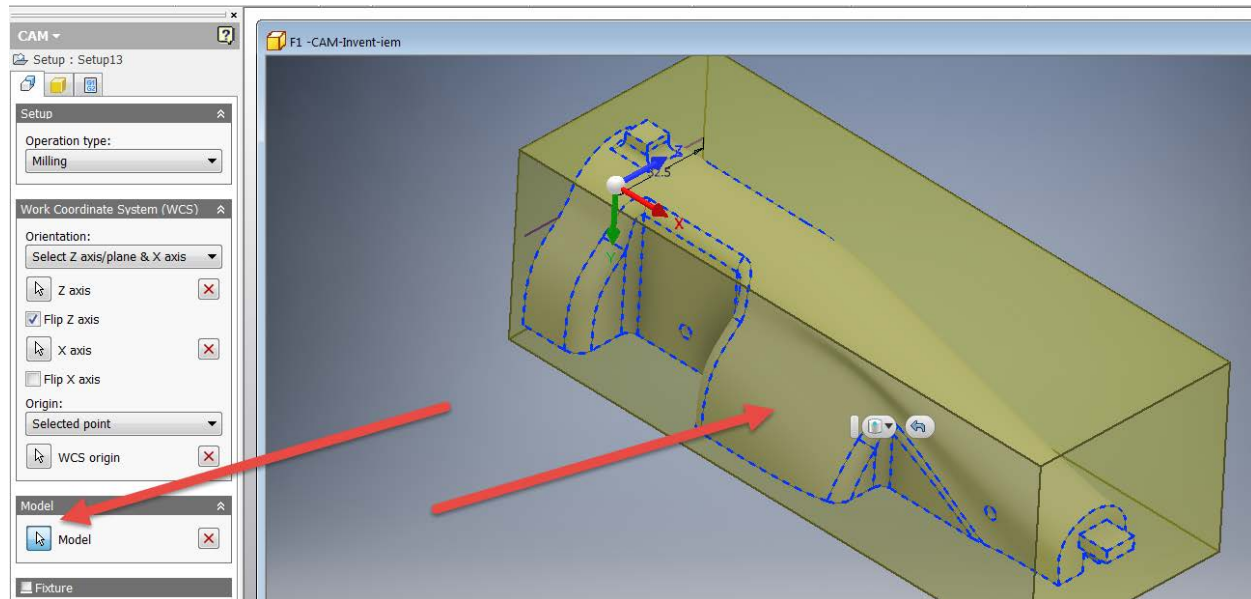 x
CAM
?
F1 -CAM-Invent-iem
Setup : Setup13
Setup
Operation type:
Milling
Work Coordinate System (WCS)
Orientation:
Select Z axis/plane & X axis
Z axis
Flip Z axis
X axis
Flip X axis
Origin:
Selected point
WCS origin
Model
Model
Fixture
Z
X
Y